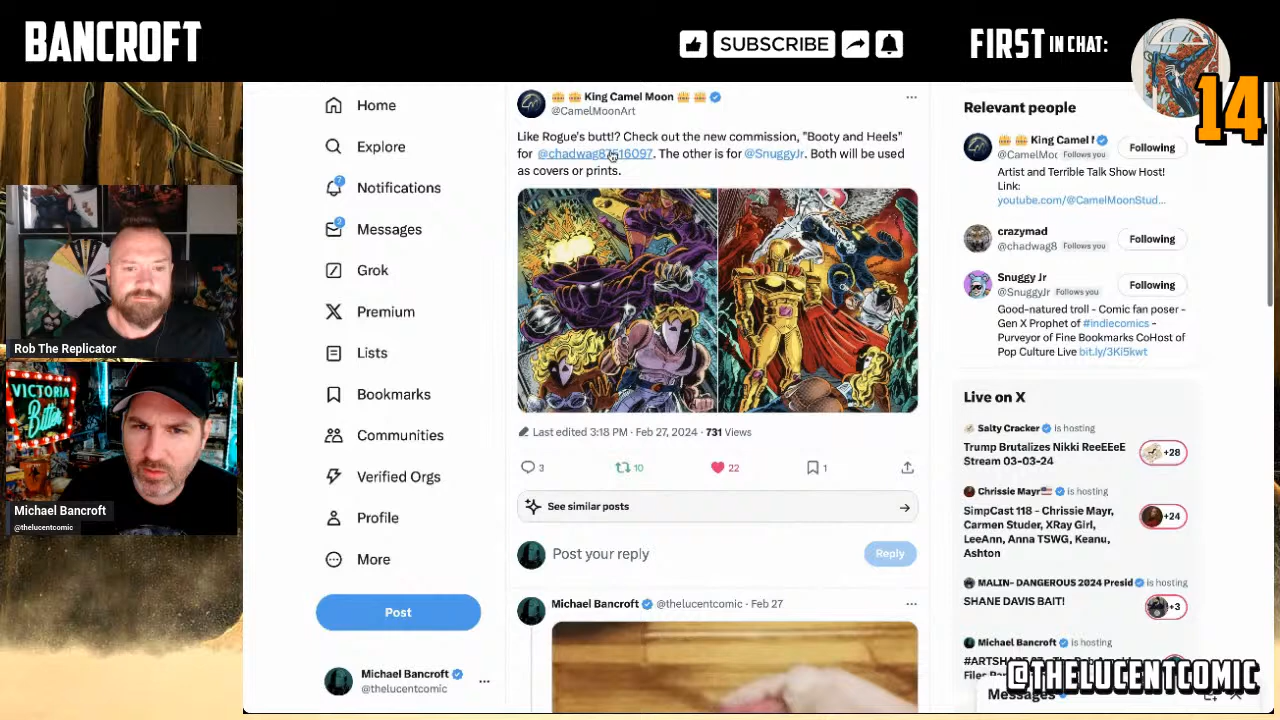 BANCROFT
SUBSCRIBE
FIRST IN CHAT:
14
Home
Explore
7
Notifications
2
Messages
Grok
Premium
Lists
Bookmarks
Communities
Verified Orgs
Profile
More
Post
Michael Bancroft
@thelucentcomic
King Camel Moon
@CamelMoonArt
Like Rogue's butt!? Check out the new commission, "Booty and Heels"
for @chadwag87516097. The other is for @SnuggyJr. Both will be used
as covers or prints.
Last edited 3:18 PM · Feb 27, 2024 · 731 Views
3 10 22 1
See similar posts
Post your reply
Reply
Michael Bancroft @thelucentcomic · Feb 27
Relevant people
King Camel
@CamelMoo Follows you
Following
Artist and Terrible Talk Show Host!
Link:
youtube.com/@CamelMoonStud...
crazymad
@chadwag8 Follows you
Following
Snuggy Jr
@SnuggyJr Follows you
Following
Good-natured troll - Comic fan poser -
Gen X Prophet of #indiecomics -
Purveyor of Fine Bookmarks CoHost of
Pop Culture Live bit.ly/3Ki5kwt
Live on X
Salty Cracker is hosting
Trump Brutalizes Nikki ReeEEeE
Stream 03-03-24
+28
Chrissie Mayr is hosting
SimpCast 118 - Chrissie Mayr,
Carmen Studer, XRay Girl,
LeeAnn, Anna TSWG, Keanu,
Ashton
+24
MALIN- DANGEROUS 2024 Presid is hosting
SHANE DAVIS BAIT!
+3
Michael Bancroft is hosting
Messages
@THELUCENTCOMIC
Rob The Replicator
VICTORIA
Bitter
Michael Bancroft
@thelucentcomic